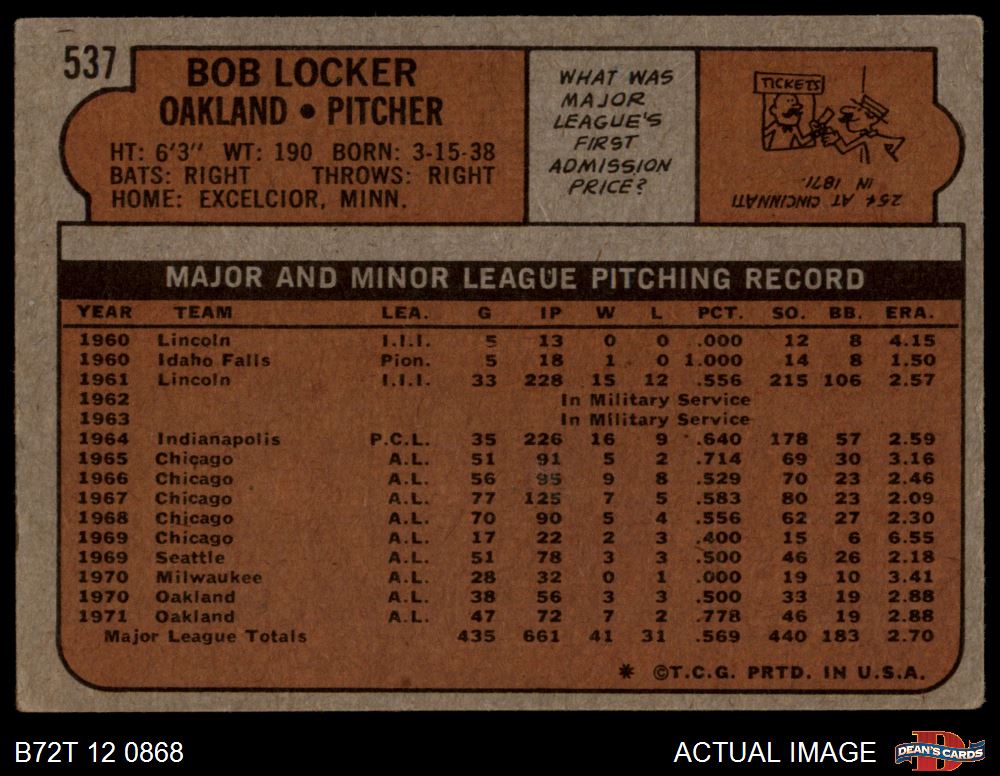 537
BOB LOCKER
OAKLAND • PITCHER
HT: 6'3" WT: 190 BORN: 3-15-38
BATS: RIGHT THROWS: RIGHT
HOME: EXCELCIOR, MINN.
WHAT WAS
MAJOR
LEAGUE'S
FIRST
ADMISSION
PRICE?
TICKETS
25¢ AT CINCINNATI
IN 1871.
MAJOR AND MINOR LEAGUE PITCHING RECORD
YEAR TEAM LEA. G IP W L PCT. SO. BB. ERA.
1960 Lincoln I.I.I. 5 13 0 0 .000 12 8 4.15
1960 Idaho Falls Pion. 5 18 1 0 1.000 14 8 1.50
1961 Lincoln I.I.I. 33 228 15 12 .556 215 106 2.57
1962 In Military Service
1963 In Military Service
1964 Indianapolis P.C.L. 35 226 16 9 .640 178 57 2.59
1965 Chicago A.L. 51 91 5 2 .714 69 30 3.16
1966 Chicago A.L. 56 95 9 8 .529 70 23 2.46
1967 Chicago A.L. 77 125 7 5 .583 80 23 2.09
1968 Chicago A.L. 70 90 5 4 .556 62 27 2.30
1969 Chicago A.L. 17 22 2 3 .400 15 6 6.55
1969 Seattle A.L. 51 78 3 3 .500 46 26 2.18
1970 Milwaukee A.L. 28 32 0 1 .000 19 10 3.41
1970 Oakland A.L. 38 56 3 3 .500 33 19 2.88
1971 Oakland A.L. 47 72 7 2 .778 46 19 2.88
Major League Totals 435 661 41 31 .569 440 183 2.70
* ©T.C.G. PRTD. IN U.S.A.
B72T 12 0868
ACTUAL IMAGE
D
DEAN'S CARDS